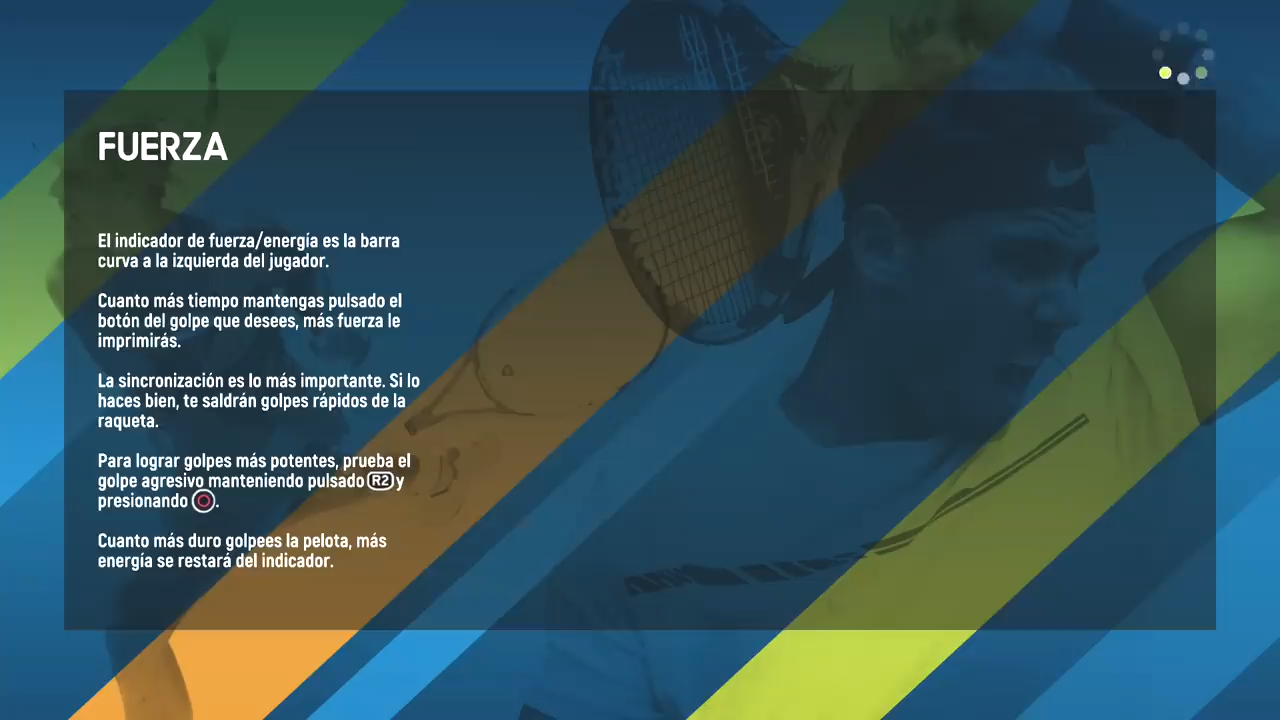 FUERZA
El indicador de fuerza/energía es la barra
curva a la izquierda del jugador.
Cuanto más tiempo mantengas pulsado el
botón del golpe que desees, más fuerza le
imprimirás.
La sincronización es lo más importante. Si lo
haces bien, te saldrán golpes rápidos de la
raqueta.
Para lograr golpes más potentes, prueba el
golpe agresivo manteniendo pulsado R2 y
presionando .
Cuanto más duro golpees la pelota, más
energía se restará del indicador.